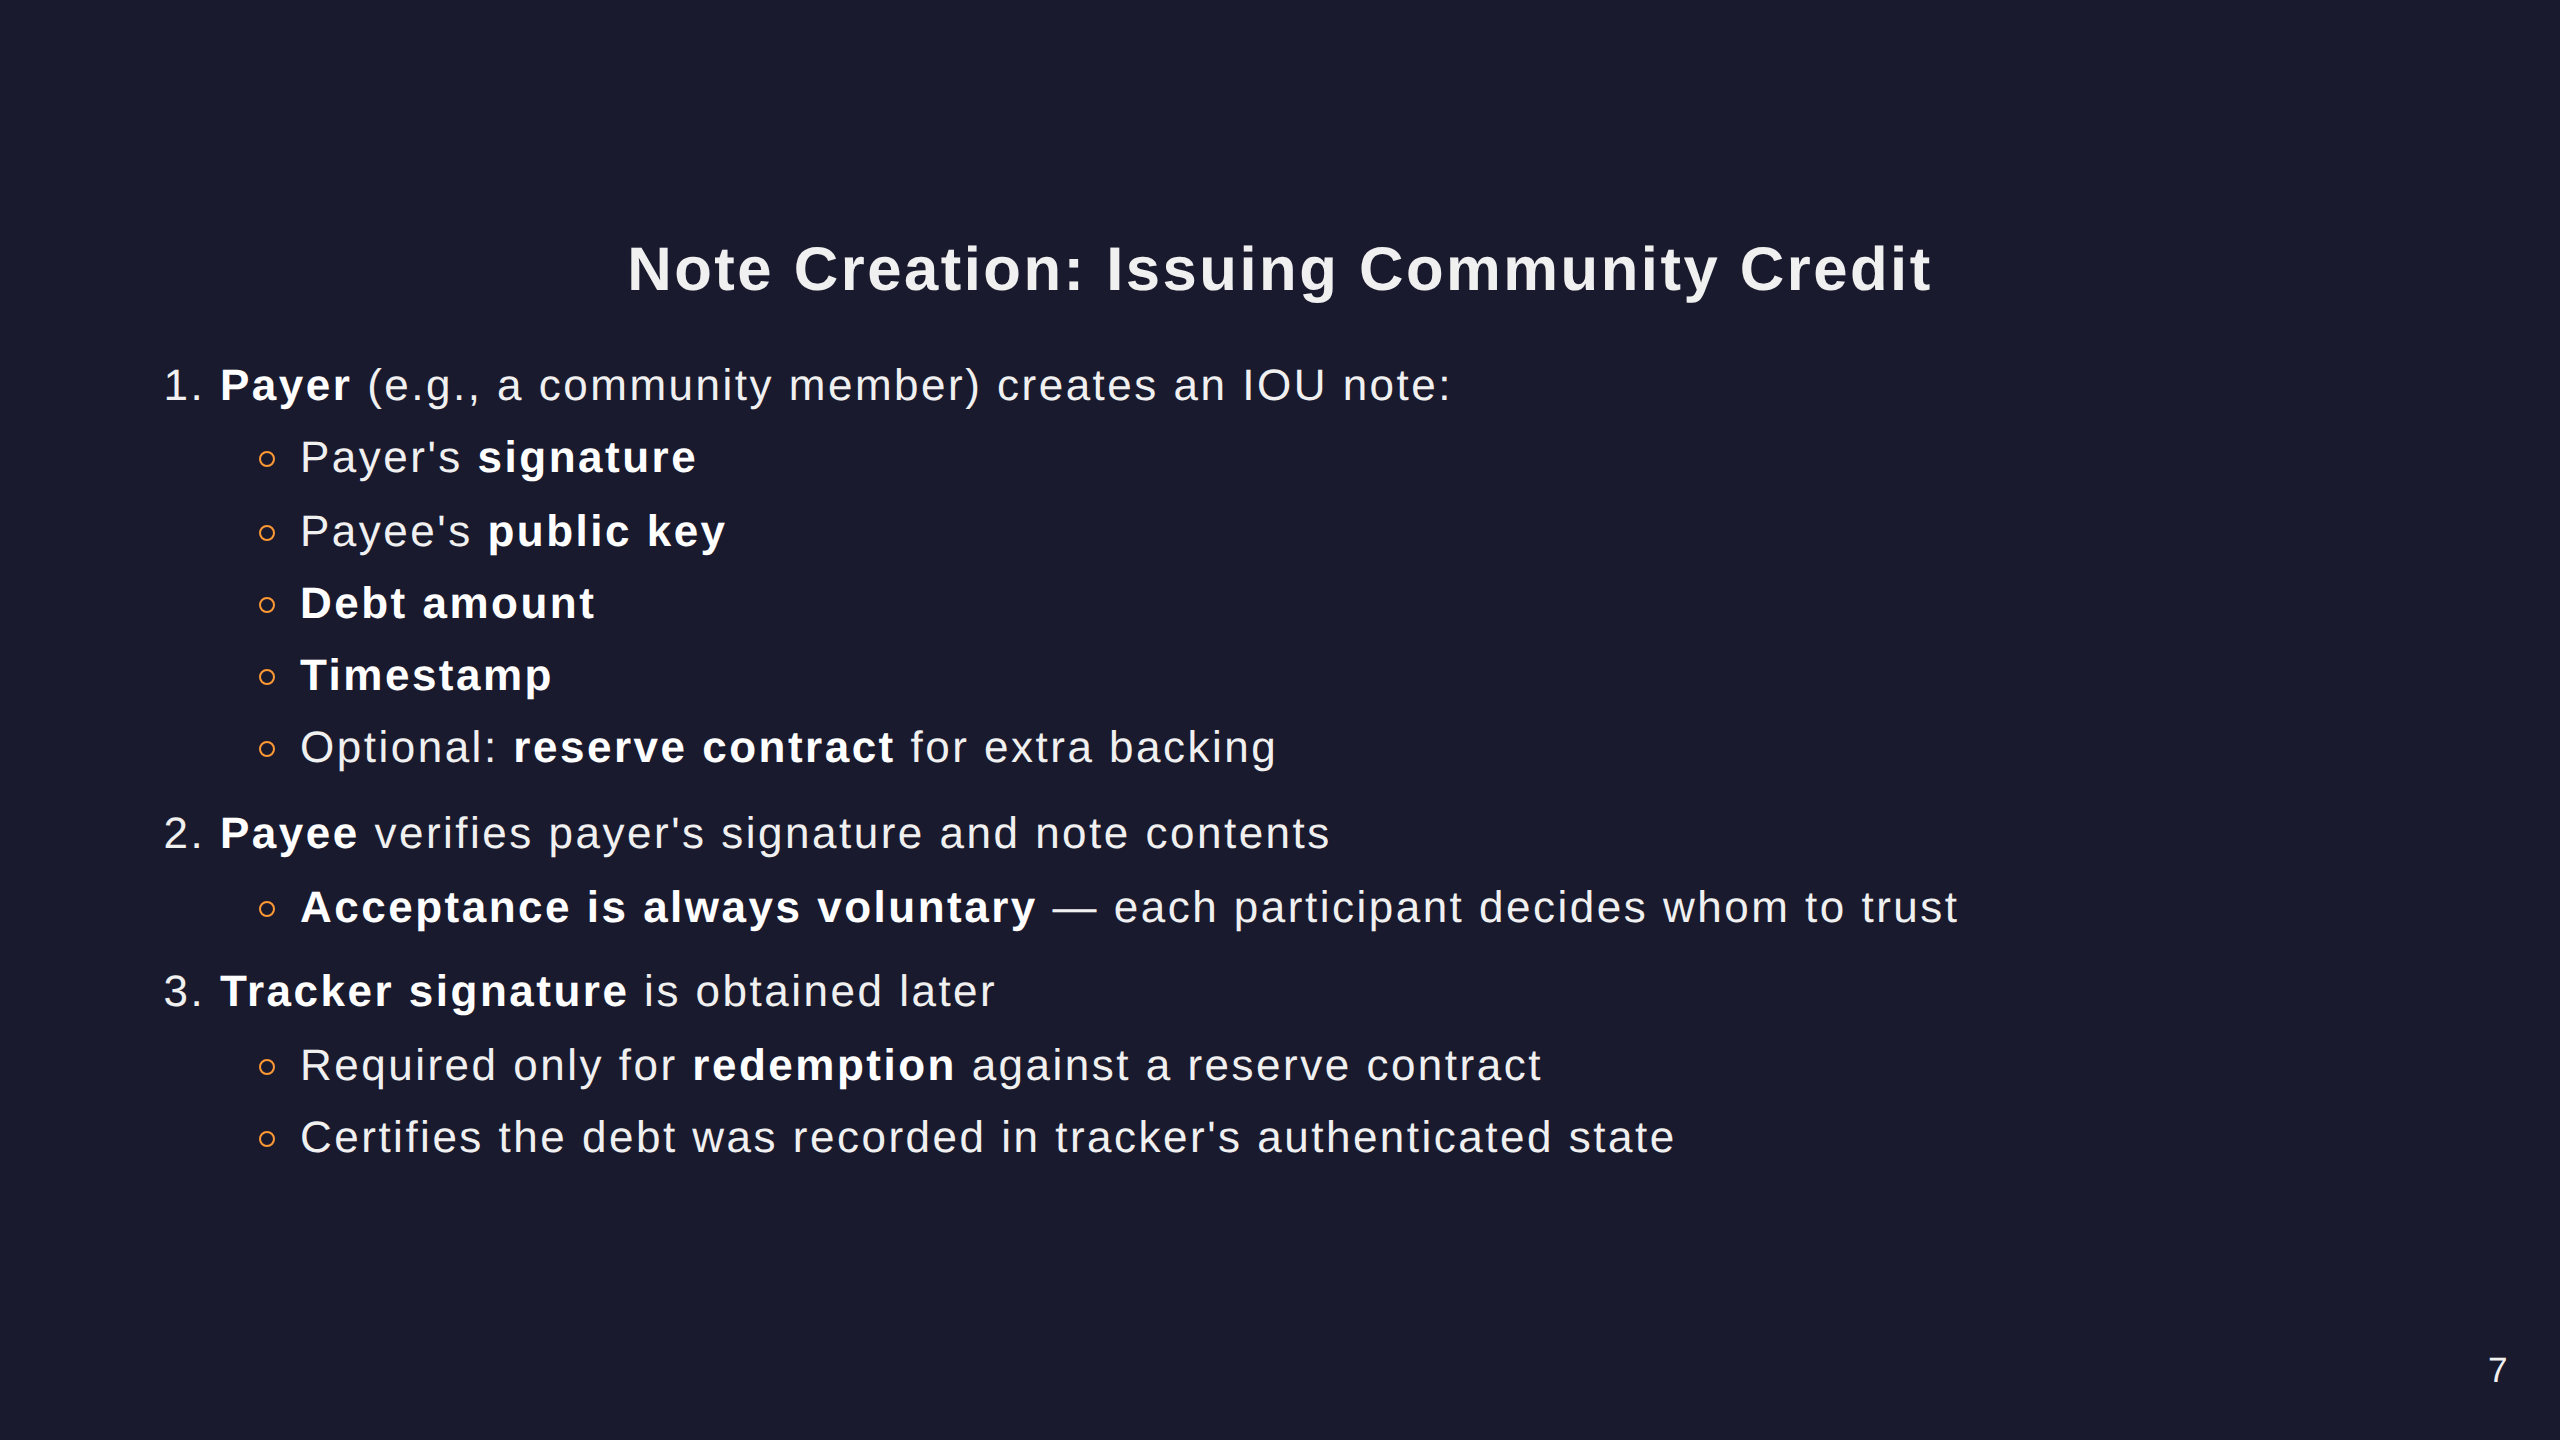 Note Creation: Issuing Community Credit
1. Payer (e.g., a community member) creates an IOU note:
Payer's signature
Payee's public key
Debt amount
Timestamp
Optional: reserve contract for extra backing
2. Payee verifies payer's signature and note contents
Acceptance is always voluntary — each participant decides whom to trust
3. Tracker signature is obtained later
Required only for redemption against a reserve contract
Certifies the debt was recorded in tracker's authenticated state
7